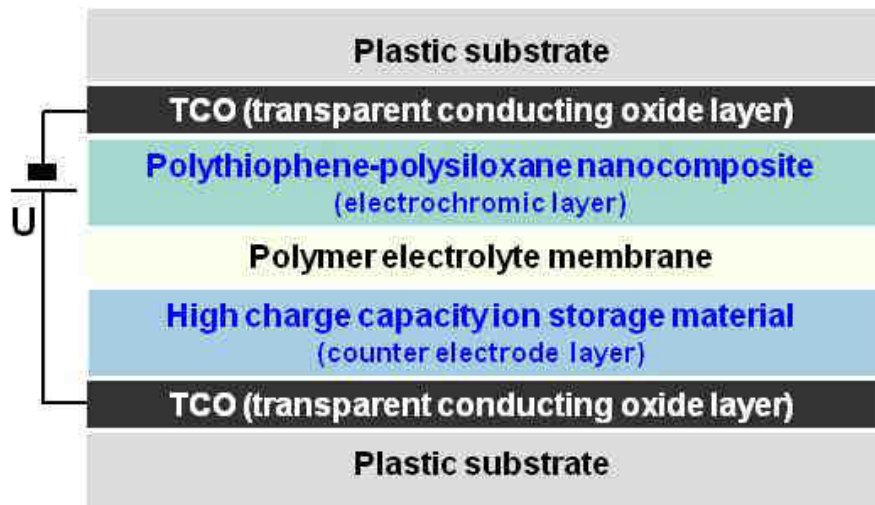 Plastic substrate
TCO (transparent conducting oxide layer)
Polythiophene-polysiloxane nanocomposite
(electrochromic layer)
U
Polymer electrolyte membrane
High charge capacity ion storage material
(counter electrode layer)
TCO (transparent conducting oxide layer)
Plastic substrate